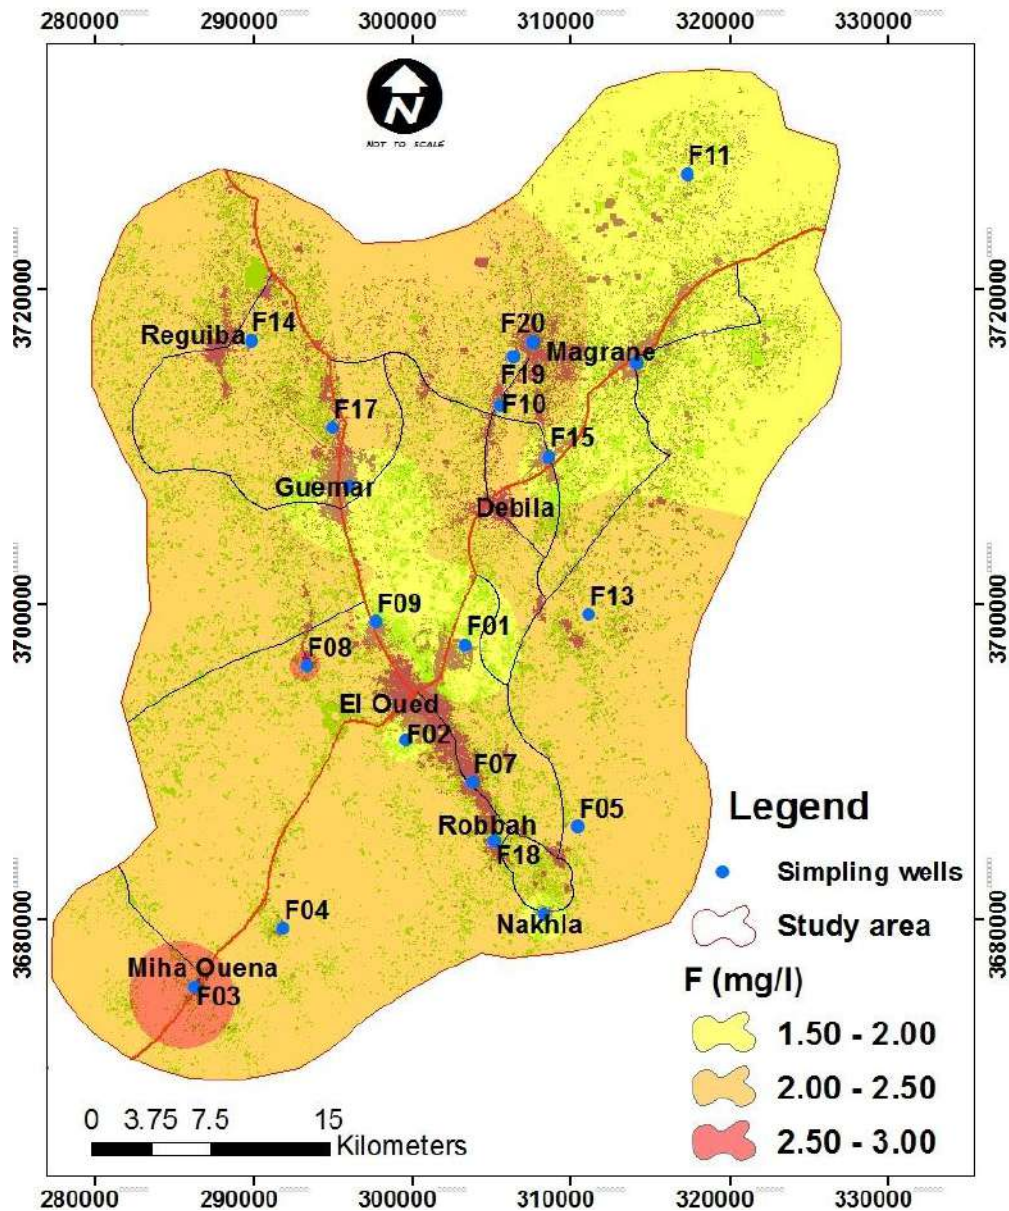 280000 290000 300000 310000 320000 330000
N
NOT TO SCALE
F11
3720000
3720000
F20
Reguiba
F14
Magrane
F19
F10
F17
F15
Guemar
Debila
F13
3700000
3700000
F09
F01
F08
El Oued
F02
F07
F05
Robbah
F18
Nakhla
F04
3680000
3680000
Miha Ouena
F03
Legend
Simpling wells
Study area
F (mg/l)
1.50 - 2.00
2.00 - 2.50
2.50 - 3.00
0 3.75 7.5 15
Kilometers
280000 290000 300000 310000 320000 330000